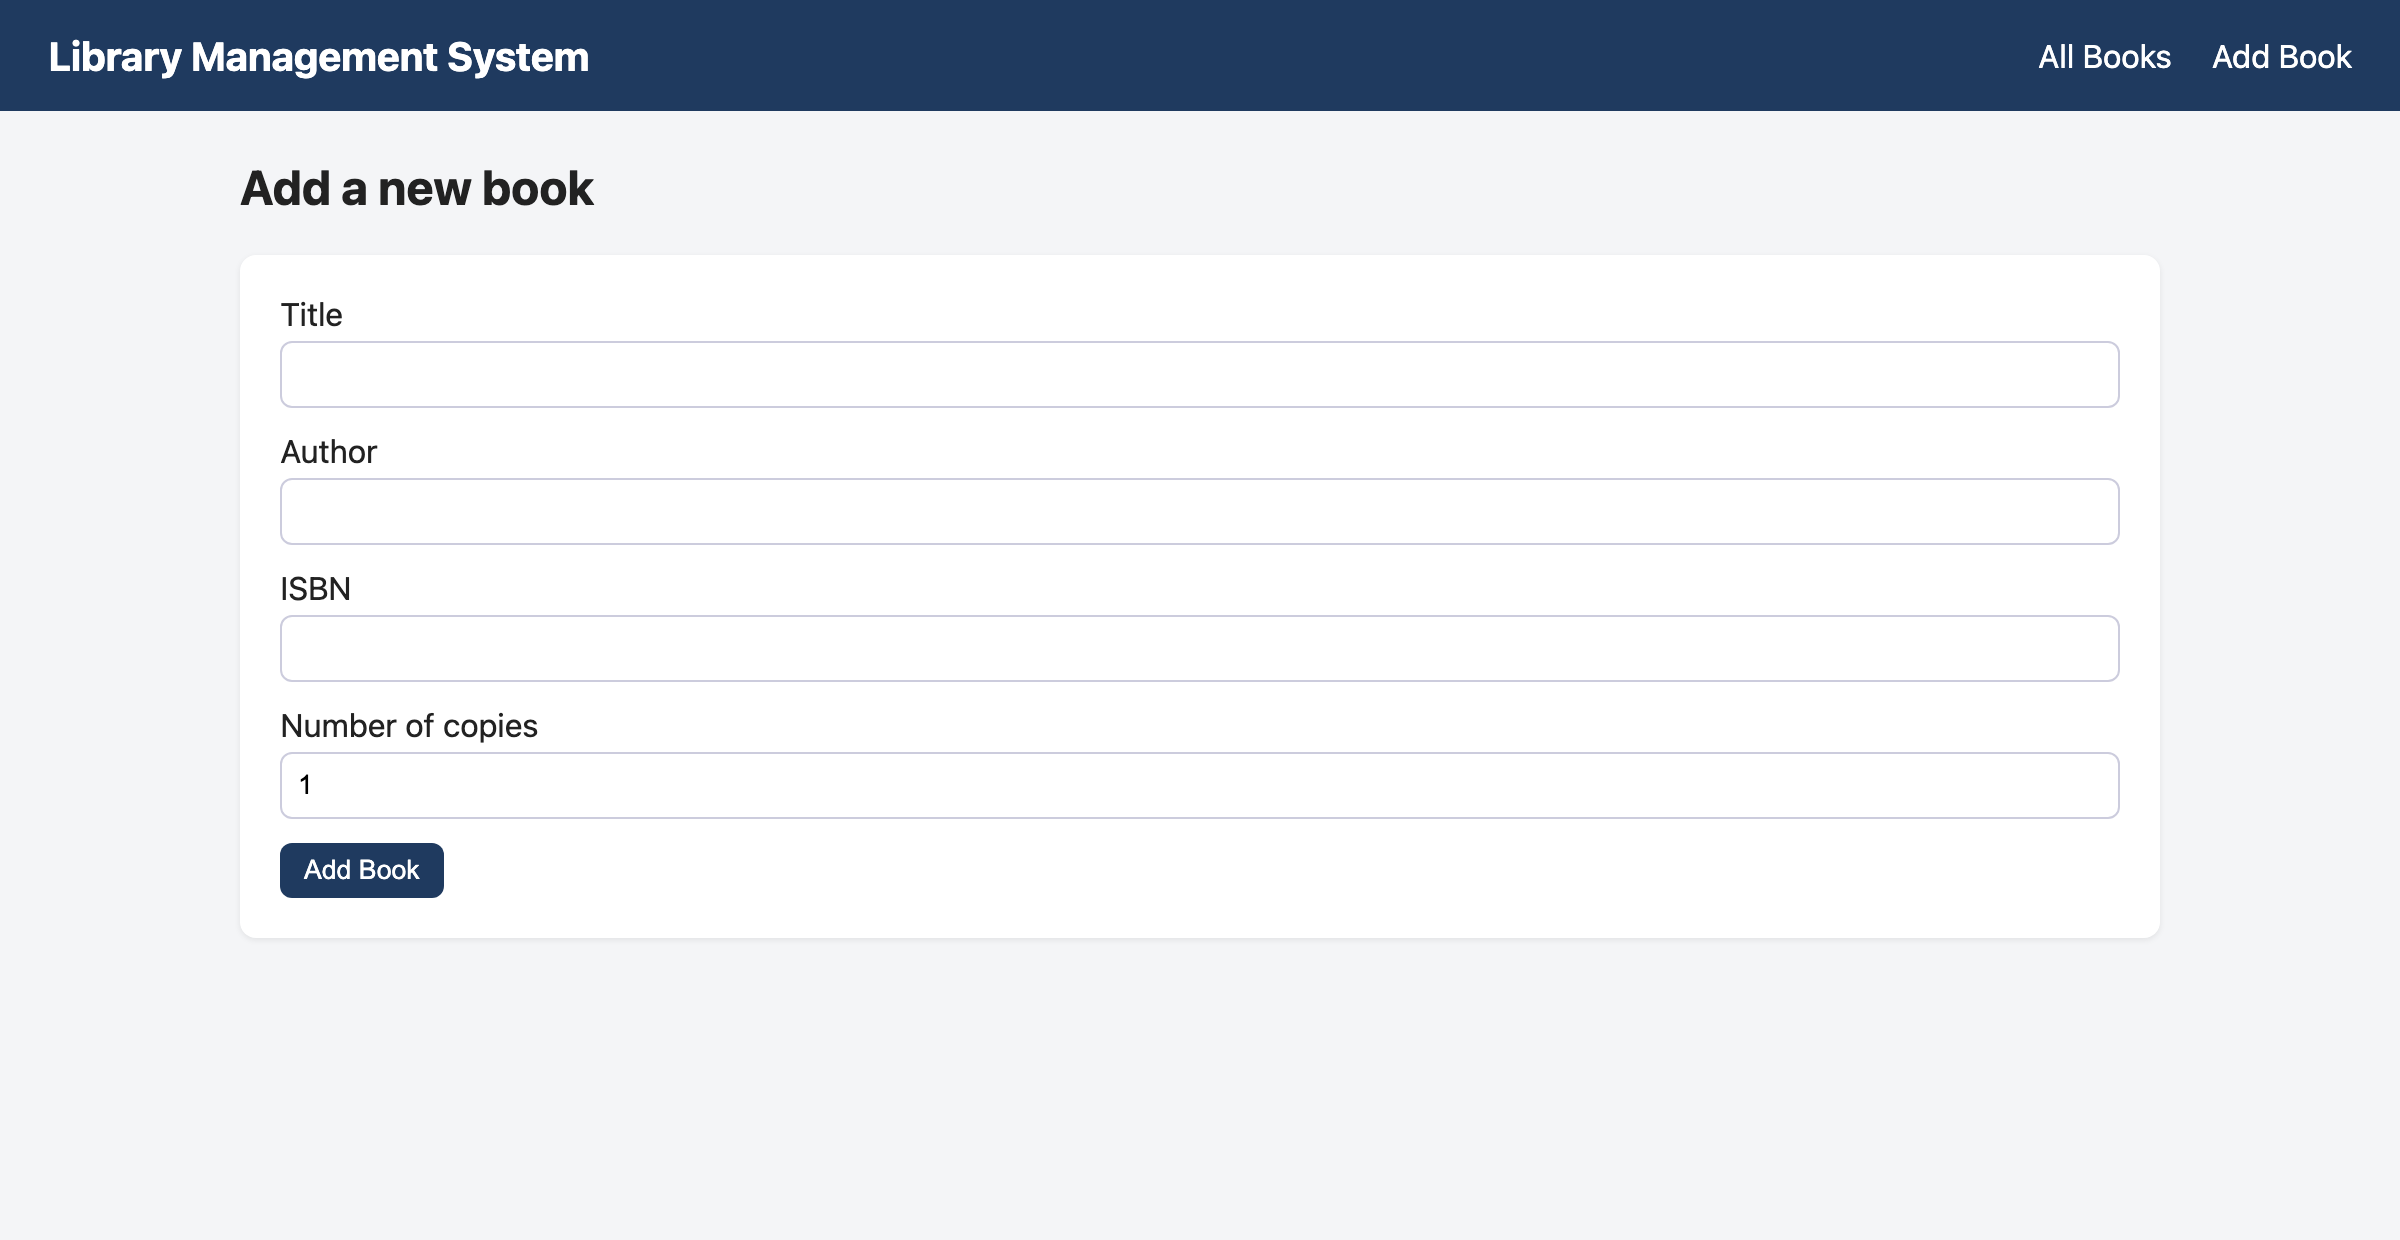 Library Management System
All Books
Add Book
Add a new book
Title
Author
ISBN
Number of copies
1
Add Book